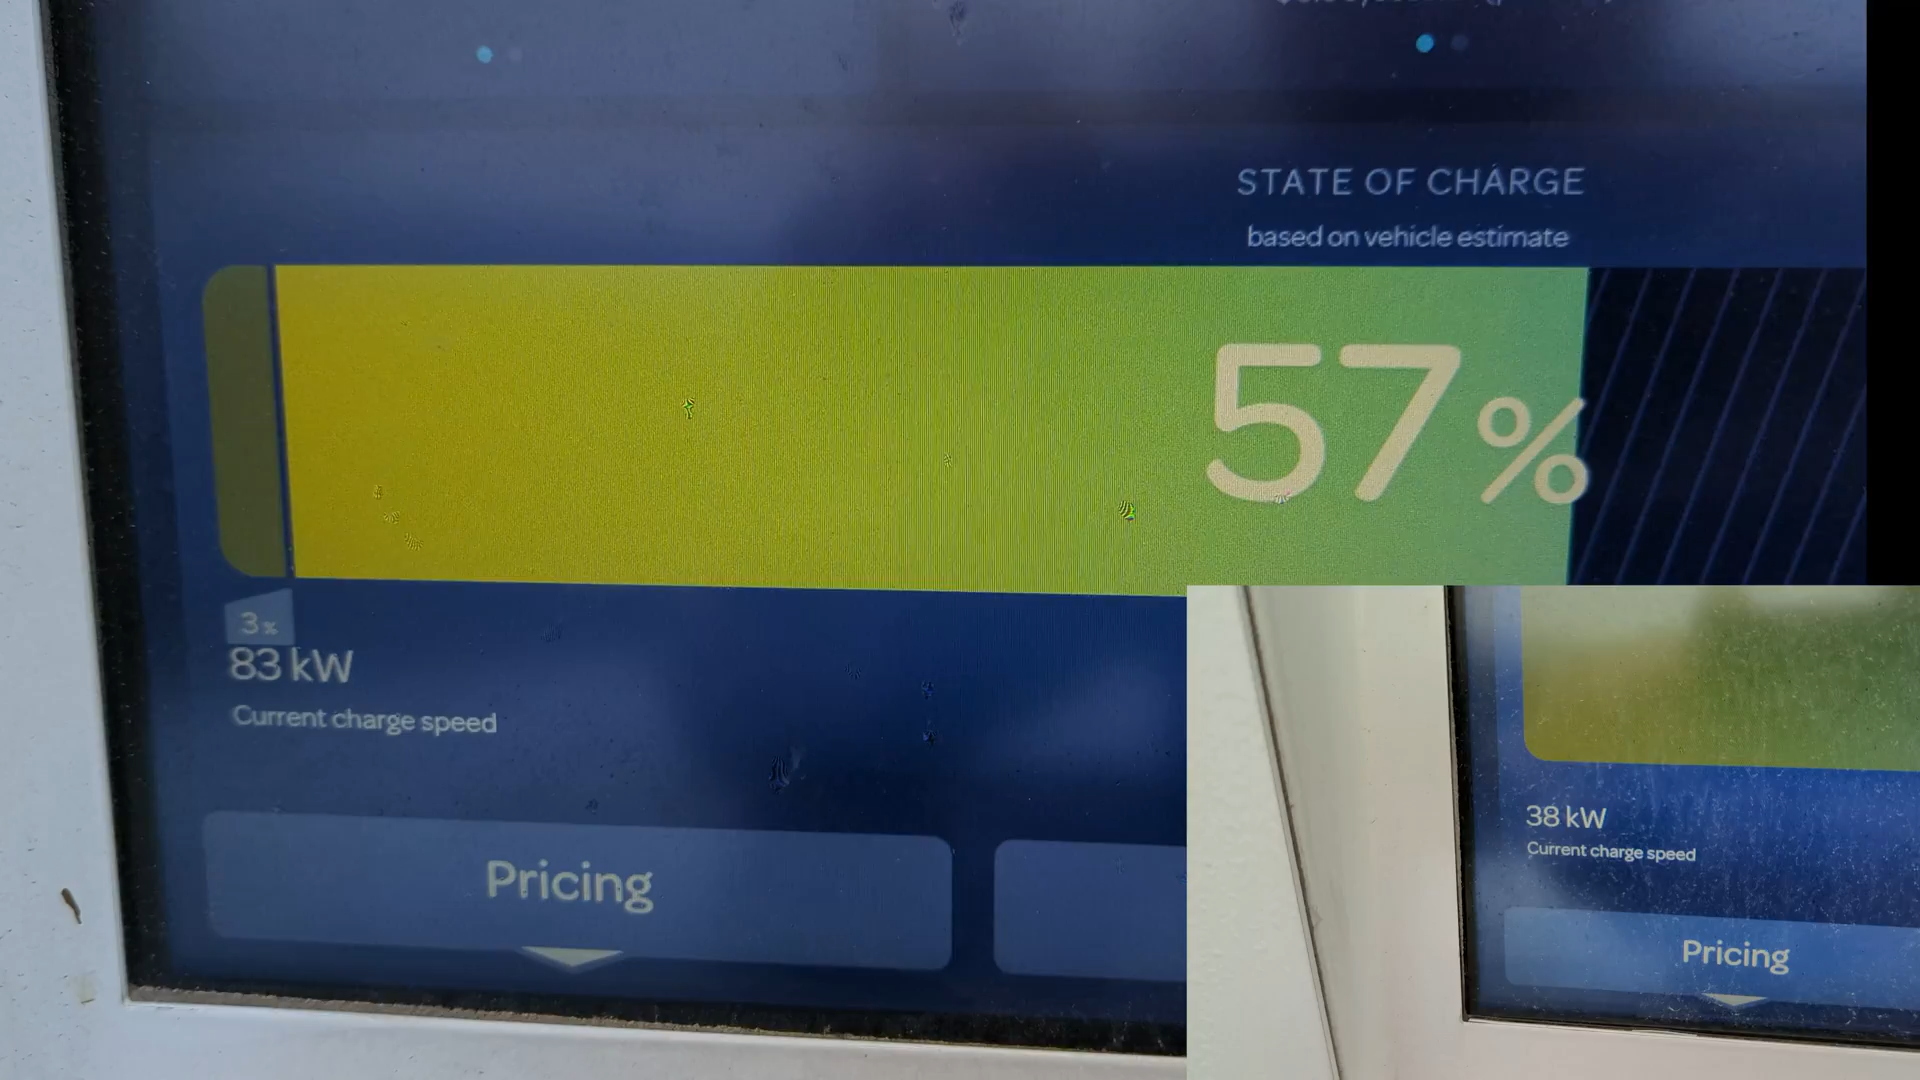 STATE OF CHARGE
based on vehicle estimate
57%
3%
83 kW
Current charge speed
Pricing
38 kW
Current charge speed
Pricing